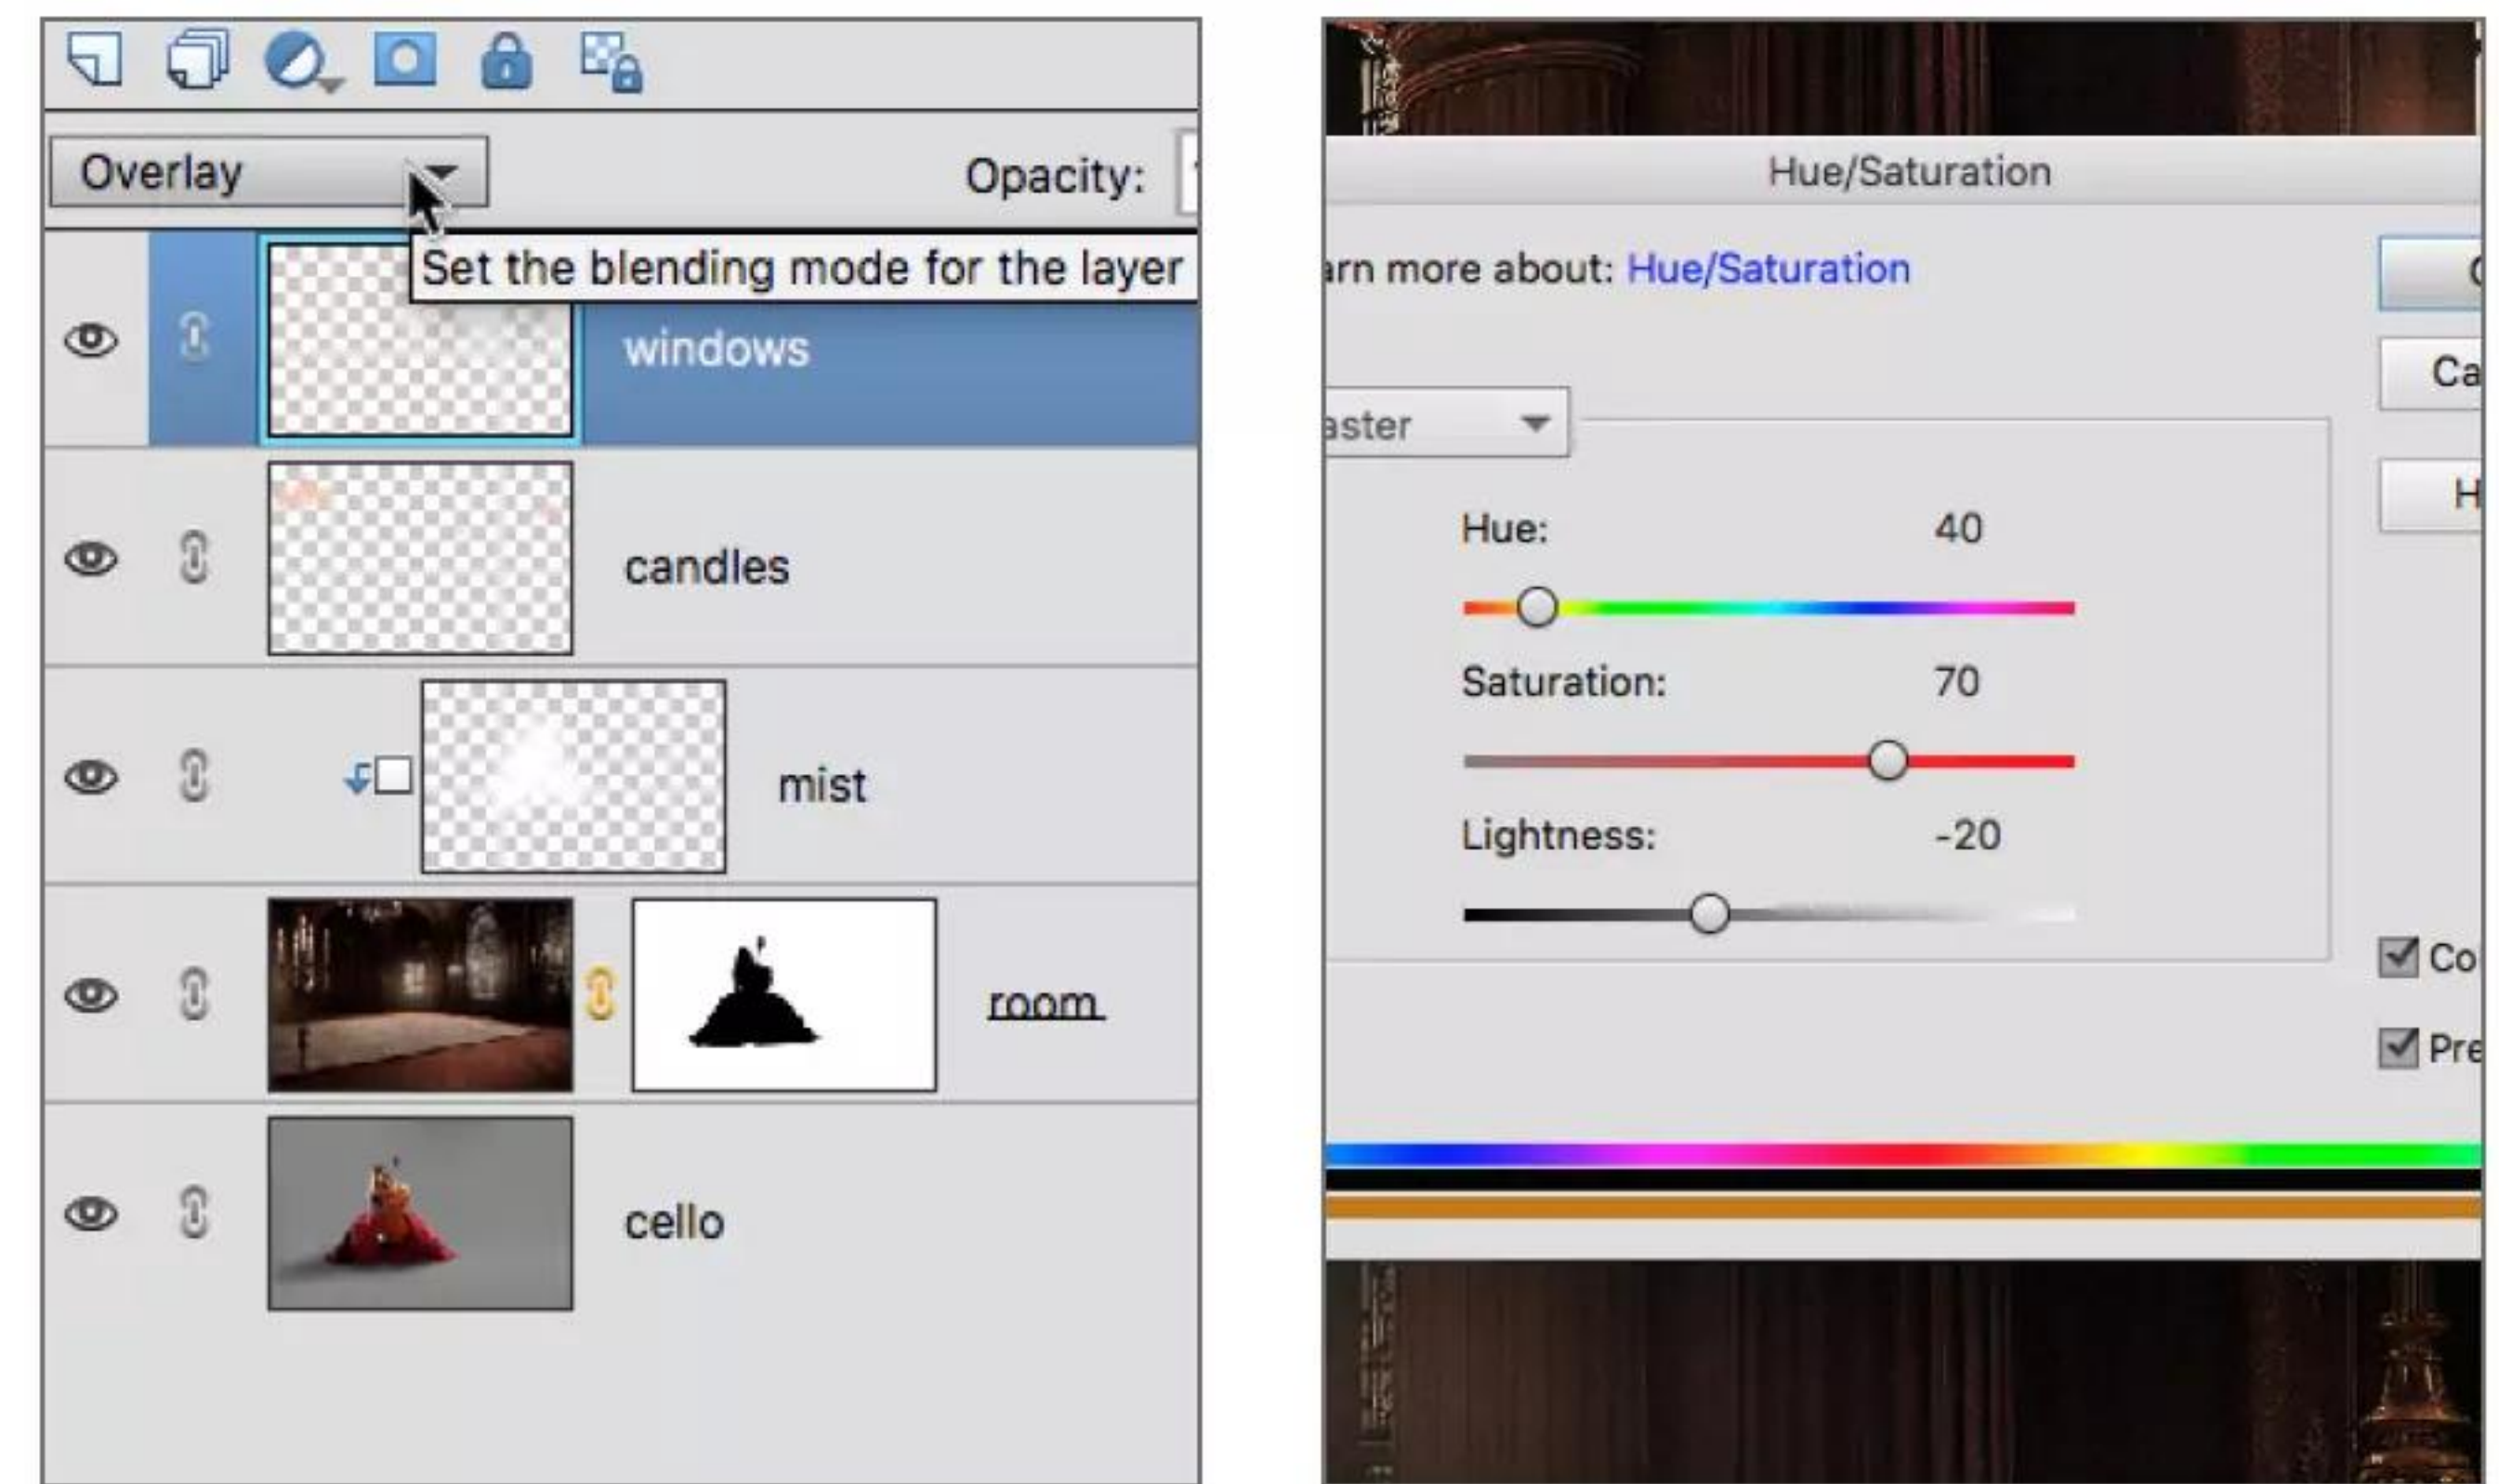 Overlay
Opacity:
Set the blending mode for the layer
windows
candles
mist
room
cello
Hue/Saturation
arn more about: Hue/Saturation
Ca
aster
H
Hue: 40
Saturation: 70
Lightness: -20
Co
Pre